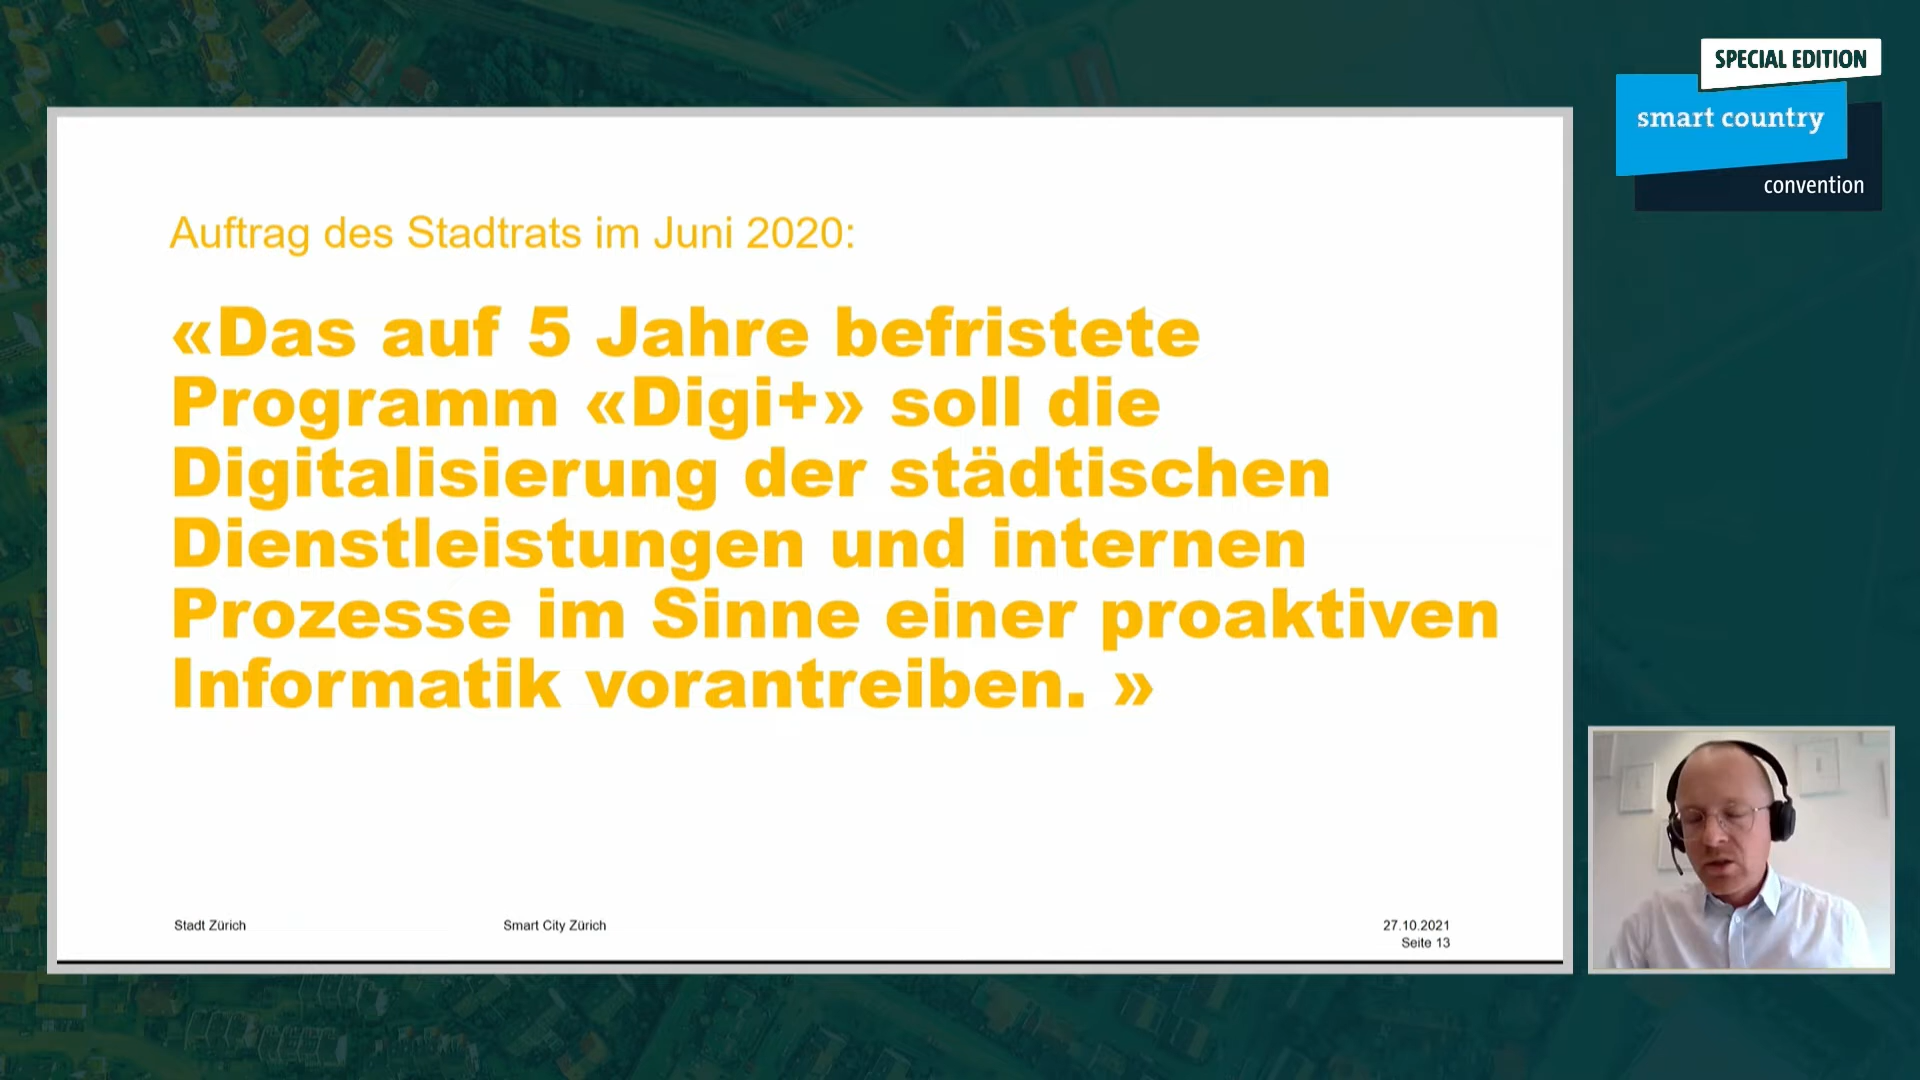 SPECIAL EDITION
smart country
convention
Auftrag des Stadtrats im Juni 2020:
«Das auf 5 Jahre befristete
Programm «Digi+» soll die
Digitalisierung der städtischen
Dienstleistungen und internen
Prozesse im Sinne einer proaktiven
Informatik vorantreiben. »
Stadt Zürich
Smart City Zürich
27.10.2021
Seite 13